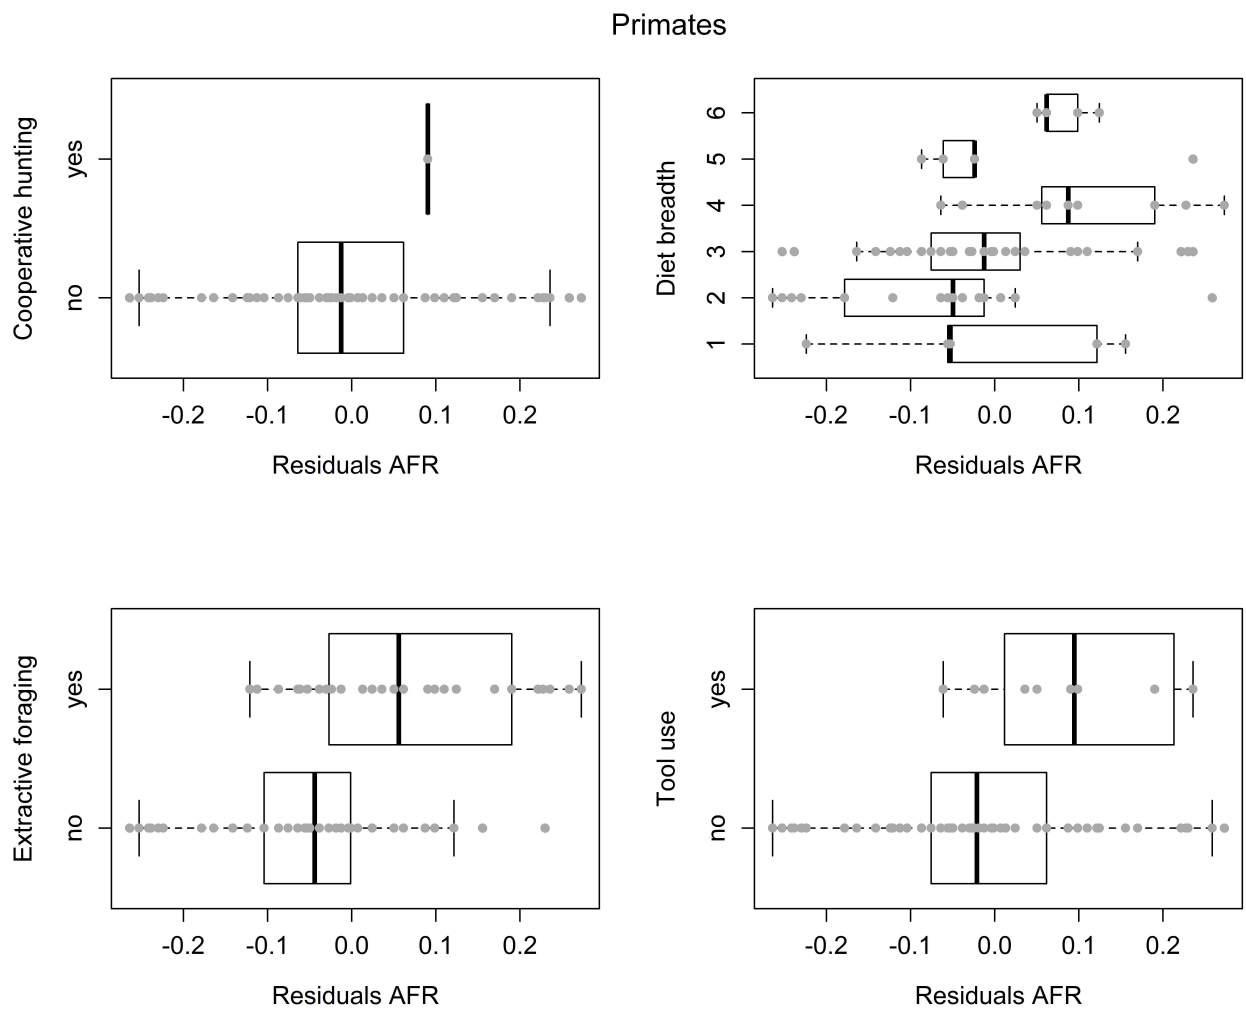 Primates
Cooperative hunting
yes
no
-0.2 -0.1 0.0 0.1 0.2
Residuals AFR
Diet breadth
6
5
4
3
2
1
-0.2 -0.1 0.0 0.1 0.2
Residuals AFR
Extractive foraging
yes
no
-0.2 -0.1 0.0 0.1 0.2
Residuals AFR
Tool use
yes
no
-0.2 -0.1 0.0 0.1 0.2
Residuals AFR